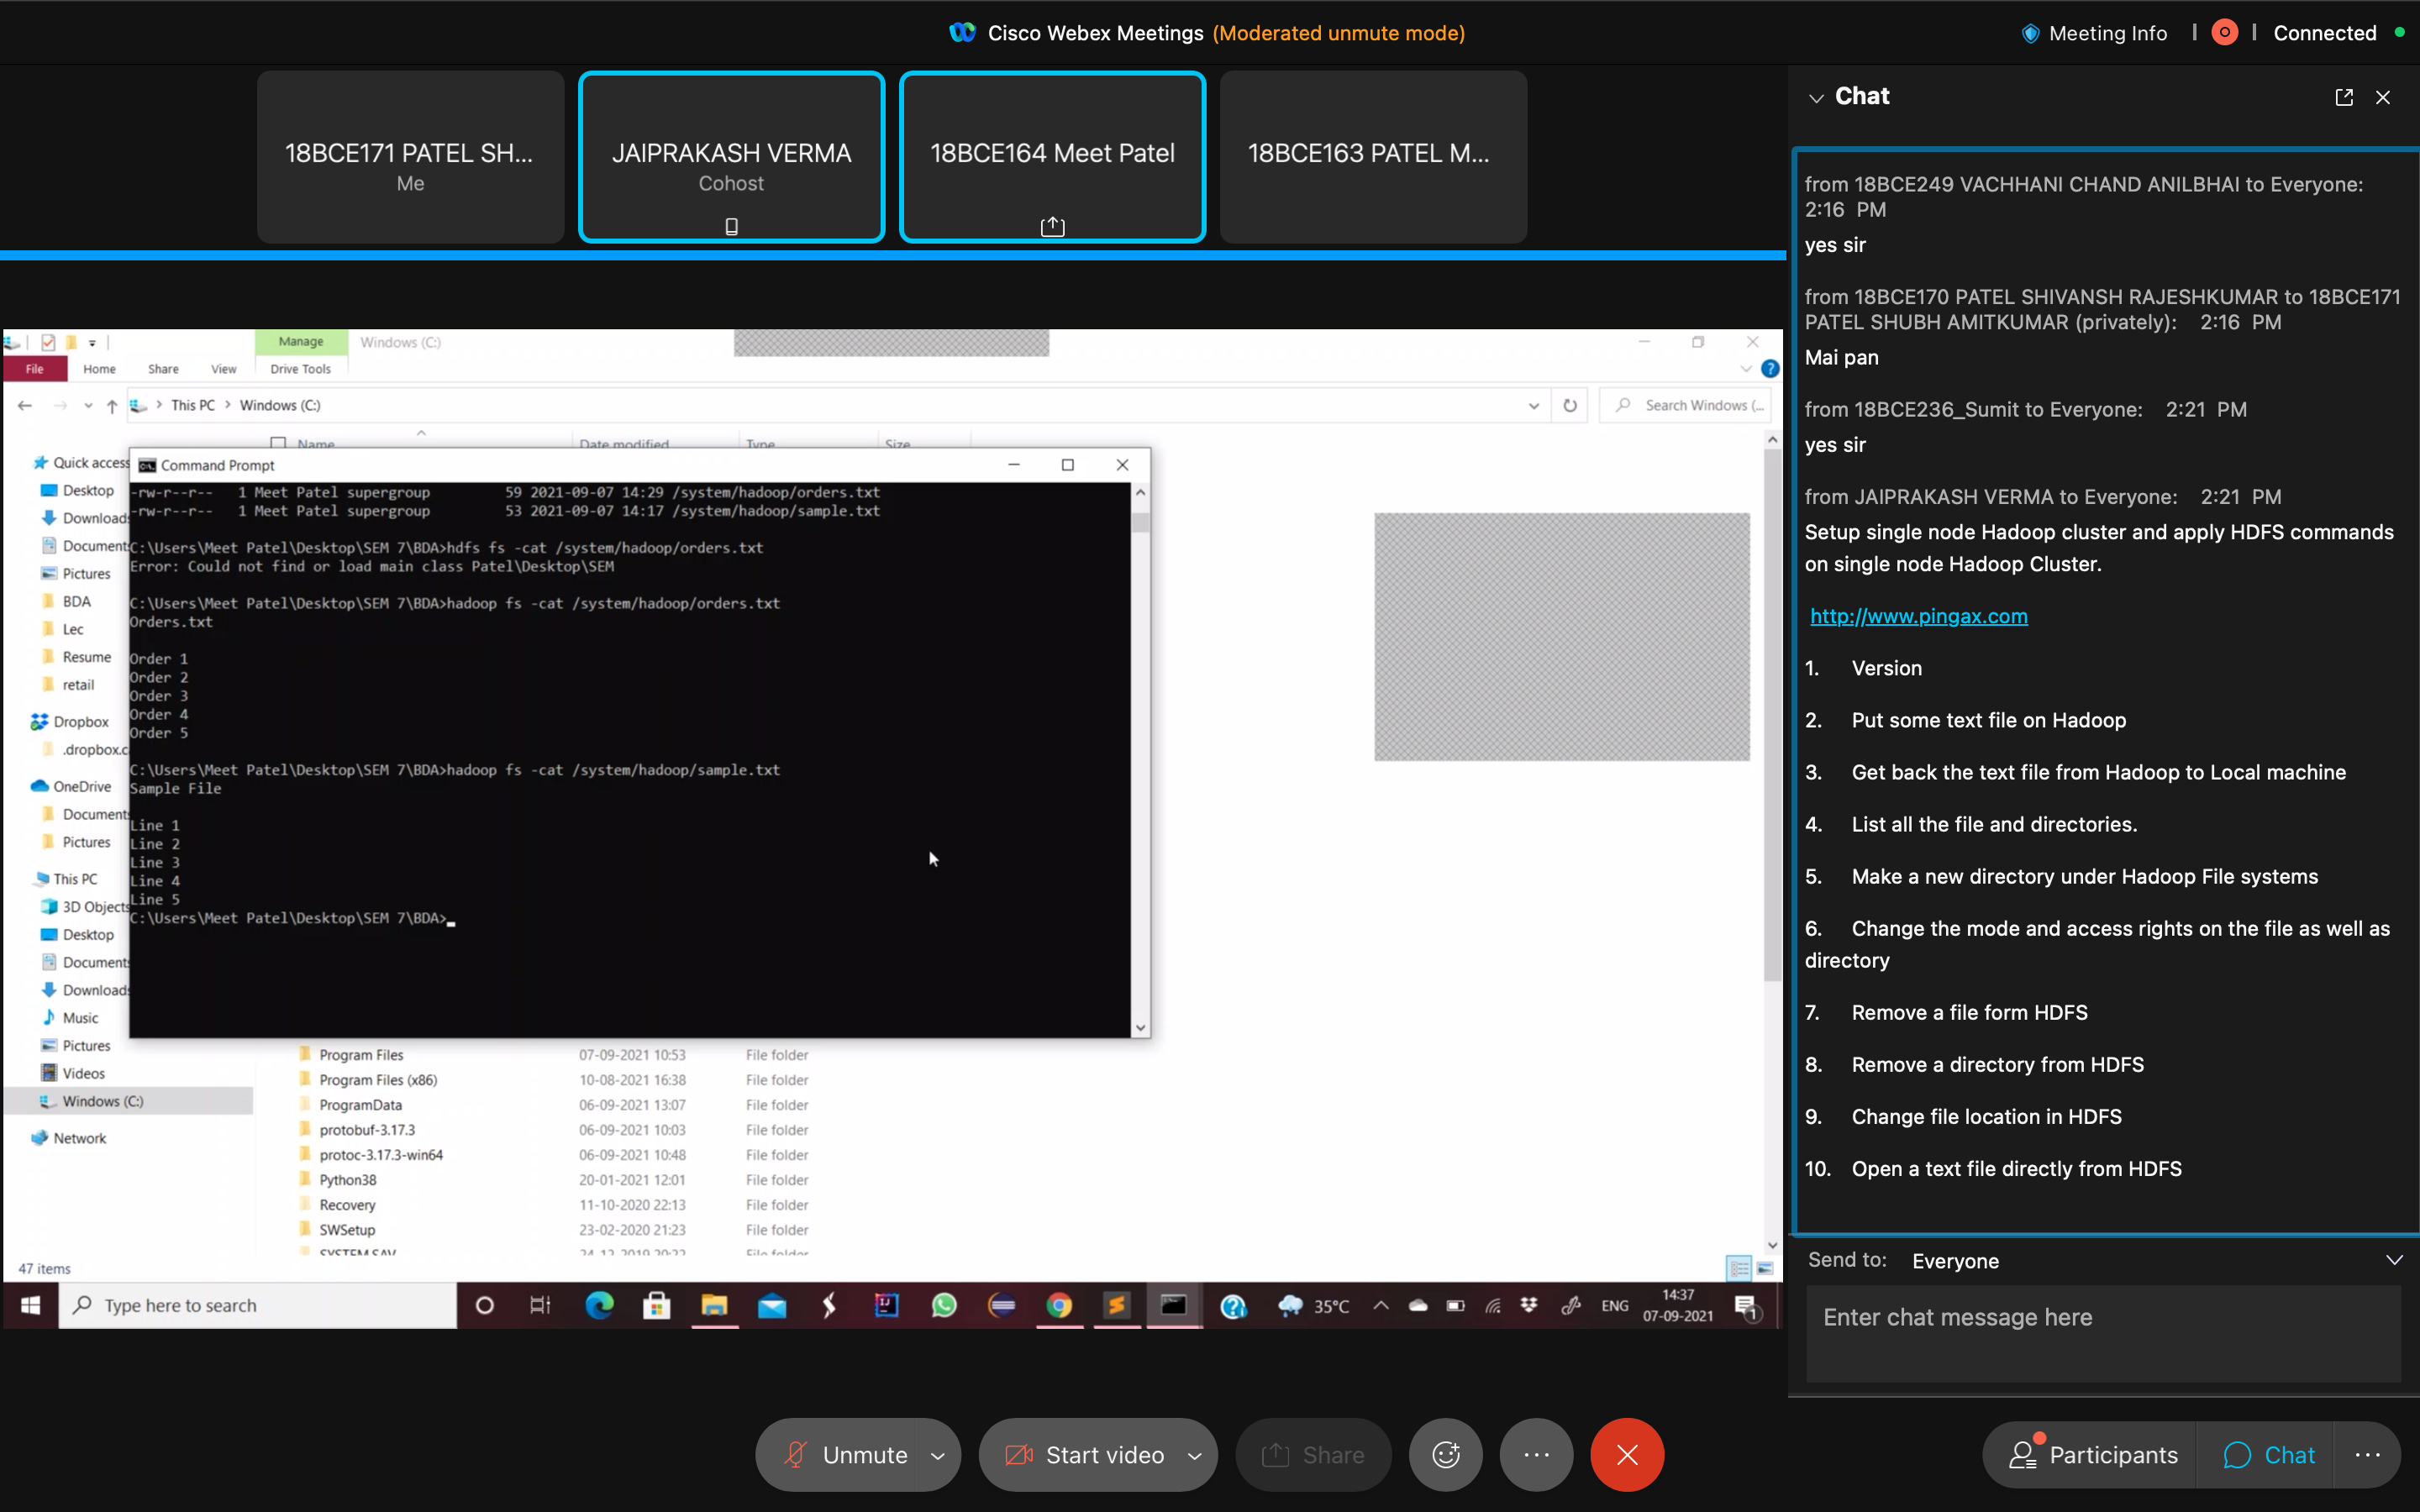 Cisco Webex Meetings (Moderated unmute mode)
Meeting Info
Connected
18BCE171 PATEL SH...
Me
JAIPRAKASH VERMA
Cohost
18BCE164 Meet Patel
18BCE163 PATEL M...
Manage
Windows (C:)
File
Home
Share
View
Drive Tools
This PC > Windows (C:)
Search Windows (...
Name
Date modified
Type
Size
Quick access
Desktop
Downloads
Document
Pictures
BDA
Lec
Resume
retail
Dropbox
.dropbox.c
OneDrive
Document
Pictures
This PC
3D Objects
Desktop
Document
Downloads
Music
Pictures
Videos
Windows (C:)
Network
Command Prompt
-rw-r--r-- 1 Meet Patel supergroup 59 2021-09-07 14:29 /system/hadoop/orders.txt
-rw-r--r-- 1 Meet Patel supergroup 53 2021-09-07 14:17 /system/hadoop/sample.txt
C:\Users\Meet Patel\Desktop\SEM 7\BDA>hdfs fs -cat /system/hadoop/orders.txt
Error: Could not find or load main class Patel\Desktop\SEM
C:\Users\Meet Patel\Desktop\SEM 7\BDA>hadoop fs -cat /system/hadoop/orders.txt
Orders.txt
Order 1
Order 2
Order 3
Order 4
Order 5
C:\Users\Meet Patel\Desktop\SEM 7\BDA>hadoop fs -cat /system/hadoop/sample.txt
Sample File
Line 1
Line 2
Line 3
Line 4
Line 5
C:\Users\Meet Patel\Desktop\SEM 7\BDA>
Program Files 07-09-2021 10:53 File folder
Program Files (x86) 10-08-2021 16:38 File folder
ProgramData 06-09-2021 13:07 File folder
protobuf-3.17.3 06-09-2021 10:03 File folder
protoc-3.17.3-win64 06-09-2021 10:48 File folder
Python38 20-01-2021 12:01 File folder
Recovery 11-10-2020 22:13 File folder
SWSetup 23-02-2020 21:23 File folder
SYSTEM.SAV 24-12-2019 20:22 File folder
47 items
Type here to search
35°C
ENG
14:37
07-09-2021
1
Chat
from 18BCE249 VACHHANI CHAND ANILBHAI to Everyone:
2:16 PM
yes sir
from 18BCE170 PATEL SHIVANSH RAJESHKUMAR to 18BCE171
PATEL SHUBH AMITKUMAR (privately): 2:16 PM
Mai pan
from 18BCE236_Sumit to Everyone: 2:21 PM
yes sir
from JAIPRAKASH VERMA to Everyone: 2:21 PM
Setup single node Hadoop cluster and apply HDFS commands
on single node Hadoop Cluster.
http://www.pingax.com
1. Version
2. Put some text file on Hadoop
3. Get back the text file from Hadoop to Local machine
4. List all the file and directories.
5. Make a new directory under Hadoop File systems
6. Change the mode and access rights on the file as well as
directory
7. Remove a file form HDFS
8. Remove a directory from HDFS
9. Change file location in HDFS
10. Open a text file directly from HDFS
Send to: Everyone
Enter chat message here
Unmute
Start video
Share
Participants
Chat